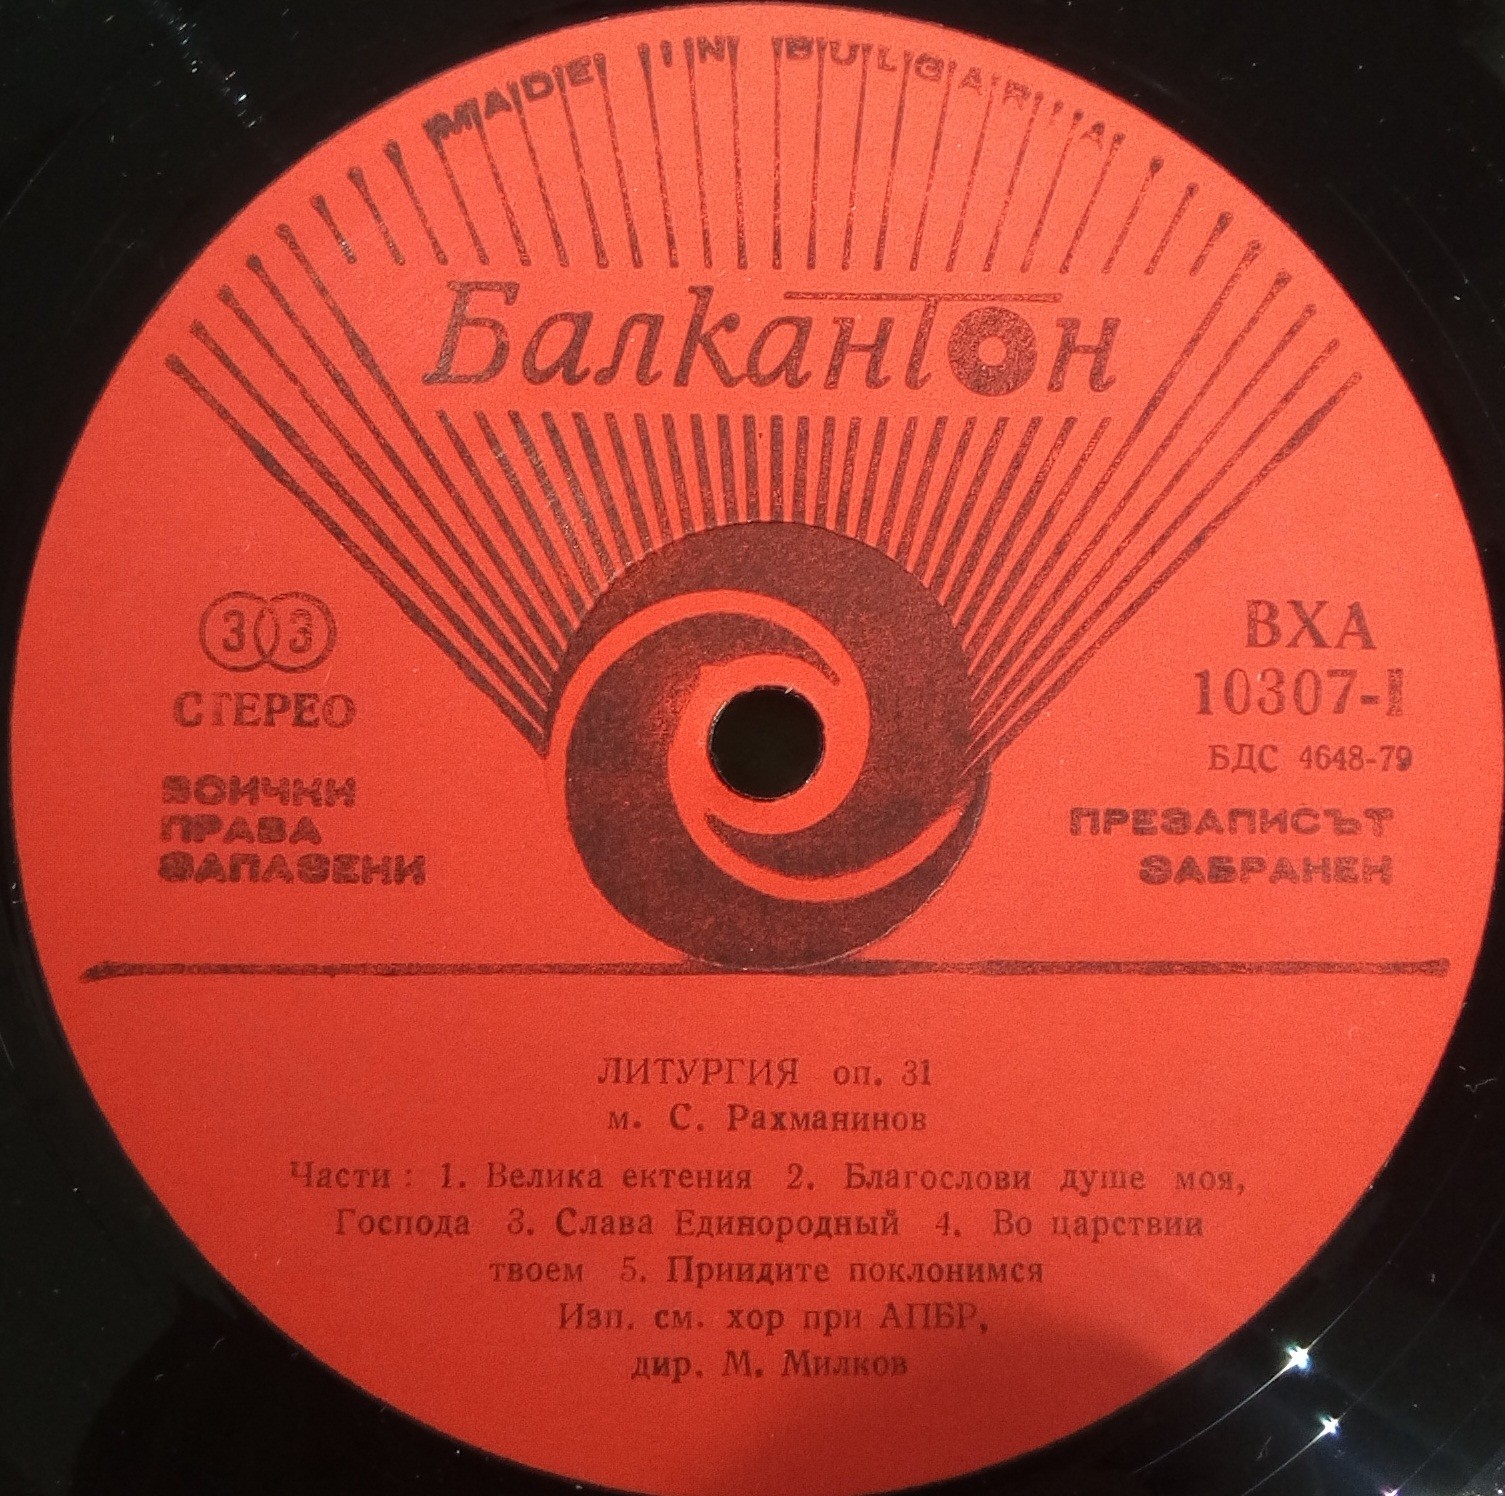 MADE IN BULGARIA
Балкантон
33
СТЕРЕО
ВСИЧКИ
ПРАВА
ЗАПАЗЕНИ
ВХА
10307-I
БДС 4648-79
ПРЕЗАПИСЪТ
ЗАБРАНЕН
ЛИТУРГИЯ оп. 31
м. С. Рахманинов
Части: 1. Велика ектения 2. Благослови душе моя,
Господа 3. Слава Единородный 4. Во царствии
твоем 5. Приидите поклонимся
Изп. см. хор при АПБР,
дир. М. Милков